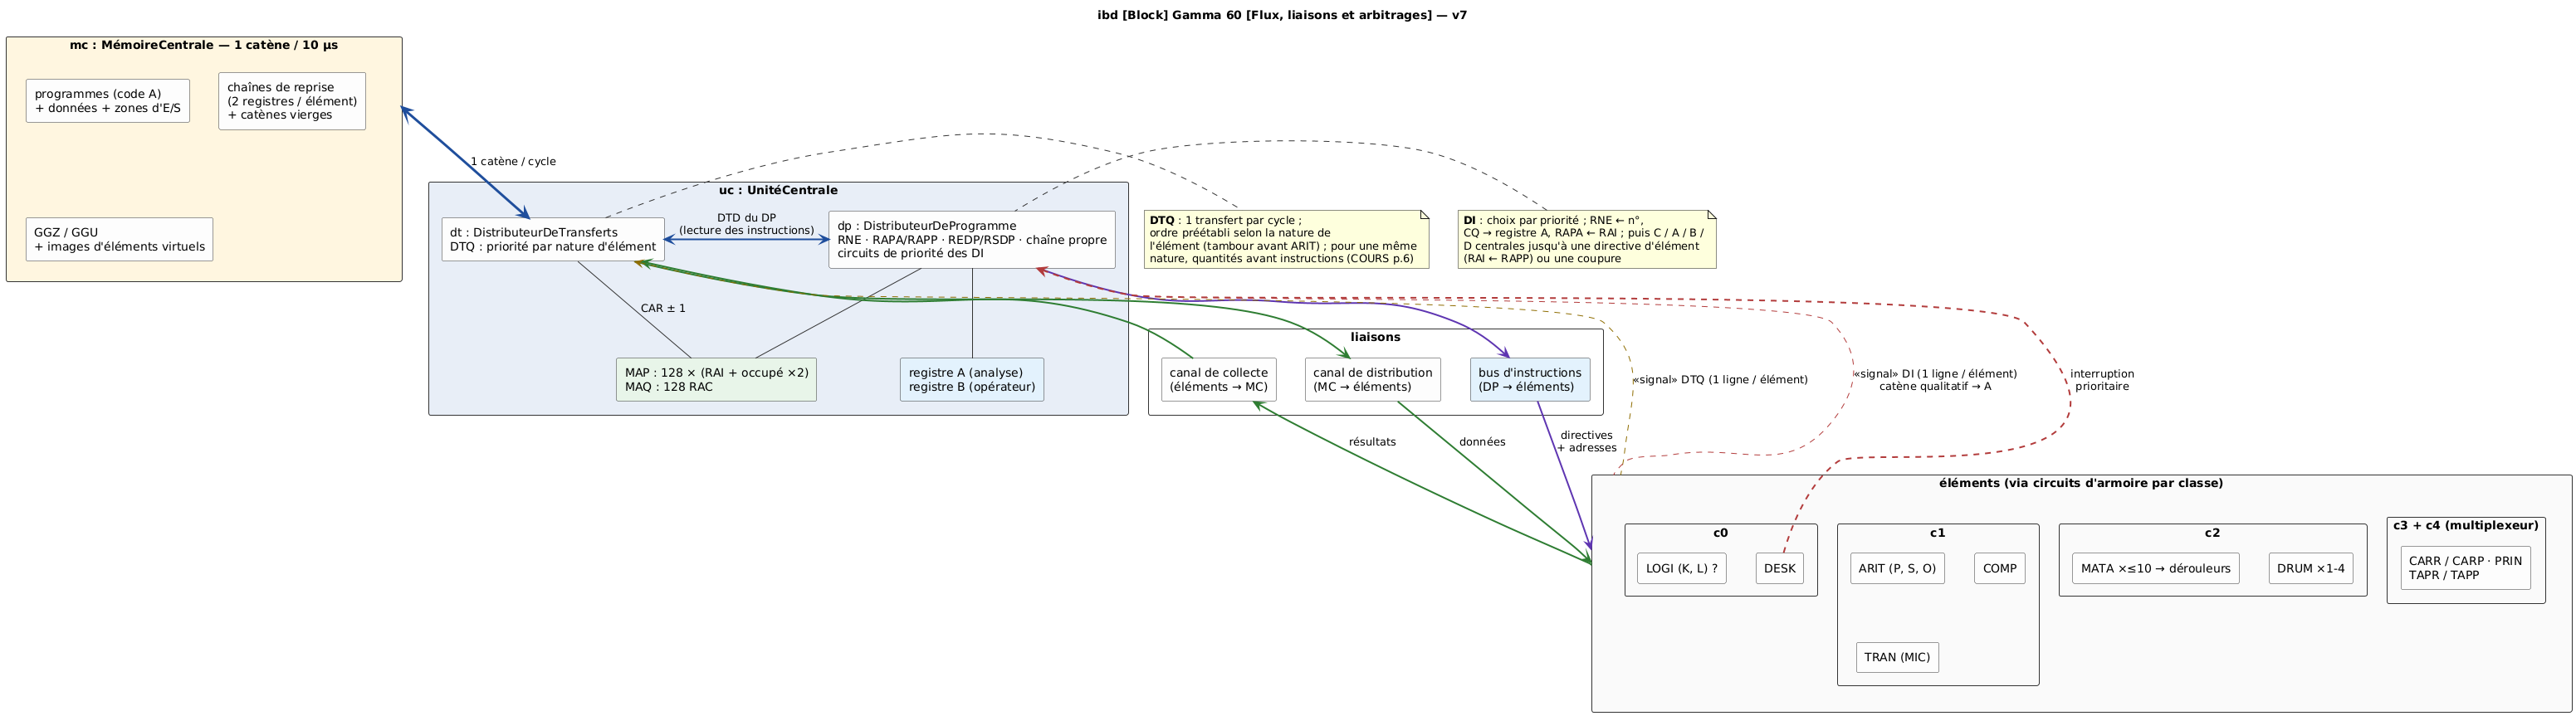 ibd [Block] Gamma 60 [Flux, liaisons et arbitrages] — v7
mc : MémoireCentrale — 1 catène / 10 µs
programmes (code A)
+ données + zones d'E/S
chaînes de reprise
(2 registres / élément)
+ catènes vierges
GGZ / GGU
+ images d'éléments virtuels
1 catène / cycle
uc : UnitéCentrale
dt : DistributeurDeTransferts
DTQ : priorité par nature d'élément
DTD du DP
(lecture des instructions)
dp : DistributeurDeProgramme
RNE · RAPA/RAPP · REDP/RSDP · chaîne propre
circuits de priorité des DI
CAR ± 1
MAP : 128 × (RAI + occupé ×2)
MAQ : 128 RAC
registre A (analyse)
registre B (opérateur)
DTQ : 1 transfert par cycle ;
ordre préétabli selon la nature de
l'élément (tambour avant ARIT) ; pour une même
nature, quantités avant instructions (COURS p.6)
DI : choix par priorité ; RNE ← n°,
CQ → registre A, RAPA ← RAI ; puis C / A / B /
D centrales jusqu'à une directive d'élément
(RAI ← RAPP) ou une coupure
liaisons
canal de collecte
(éléments → MC)
canal de distribution
(MC → éléments)
bus d'instructions
(DP → éléments)
«signal» DTQ (1 ligne / élément)
«signal» DI (1 ligne / élément)
catène qualitatif → A
interruption
prioritaire
résultats
données
directives
+ adresses
éléments (via circuits d'armoire par classe)
c0
LOGI (K, L) ?
DESK
c1
ARIT (P, S, O)
COMP
TRAN (MIC)
c2
MATA ×≤10 → dérouleurs
DRUM ×1-4
c3 + c4 (multiplexeur)
CARR / CARP · PRIN
TAPR / TAPP